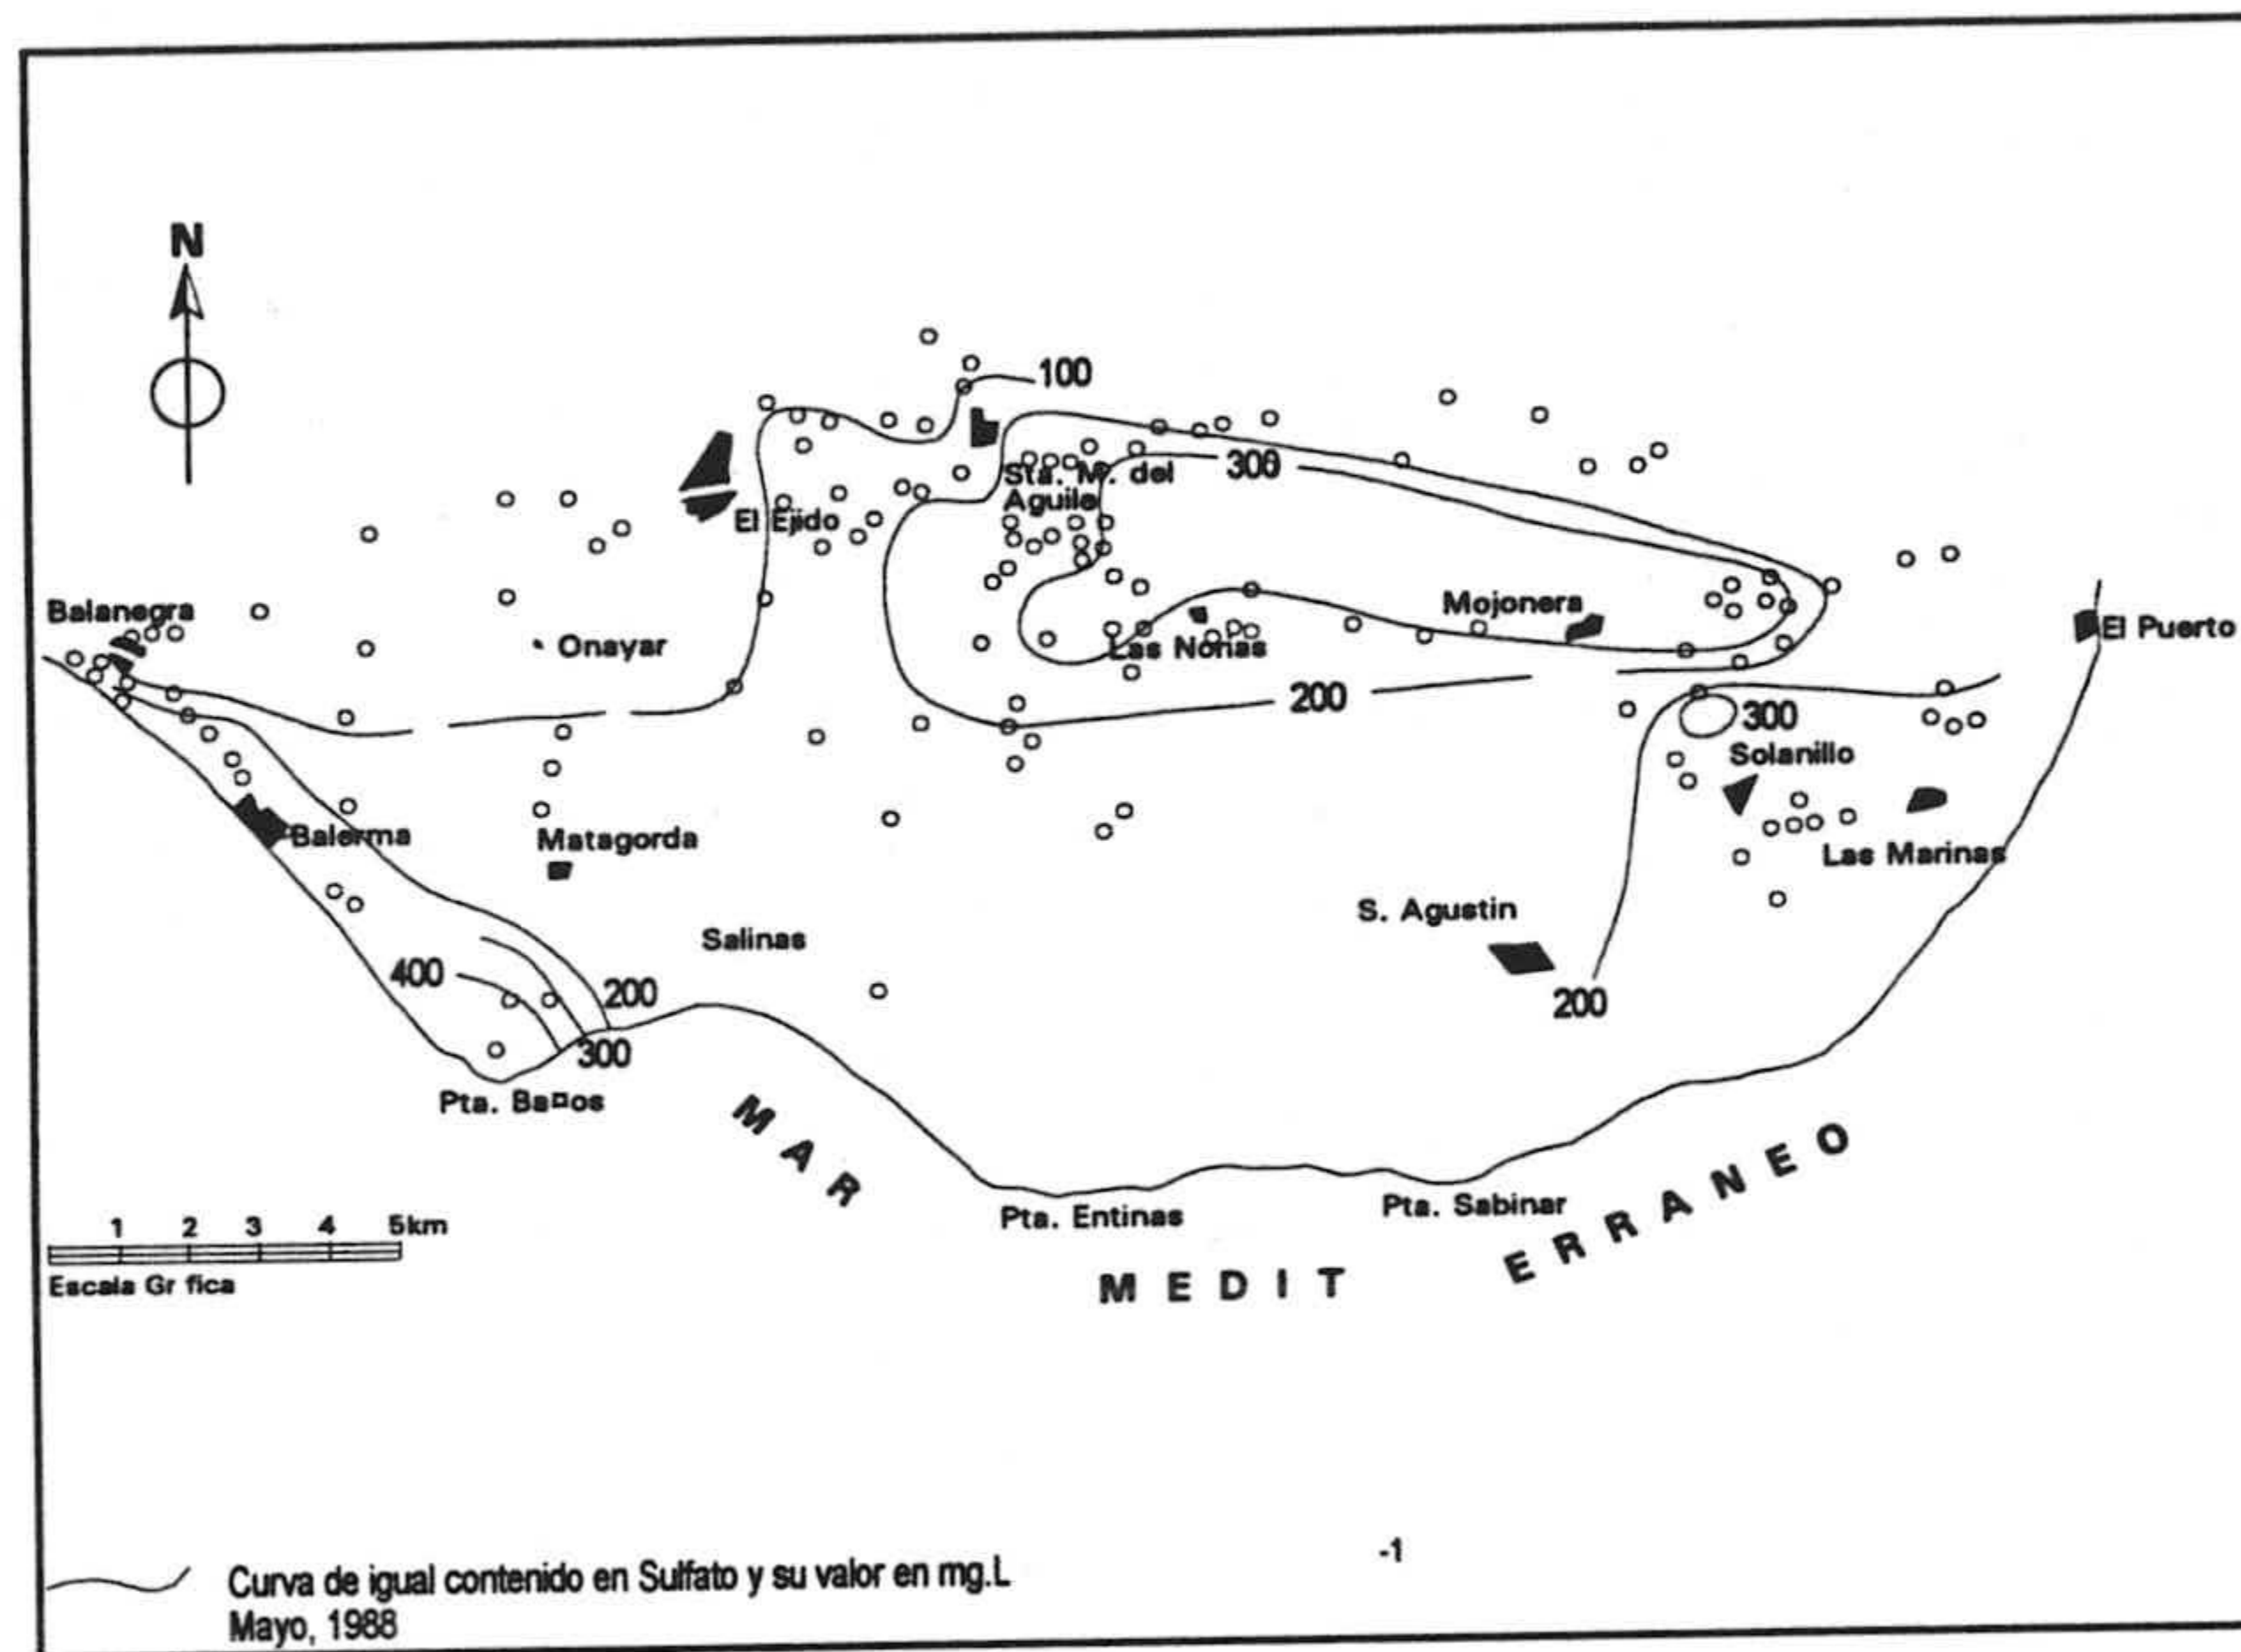 N
100
Sta. Mª. del
Aguila
300
El Ejido
Balanegra
Onayar
Mojonera
El Puerto
Las Norias
200
300
Solanillo
Balerma
Matagorda
Las Marinas
S. Agustin
Salinas
400
200
200
300
Pta. Ba¤os
MAR
Pta. Entinas
Pta. Sabinar
MEDIT ERRANEO
1 2 3 4 5km
Escala Gr fica
-1
Curva de igual contenido en Sulfato y su valor en mg.L
Mayo, 1988